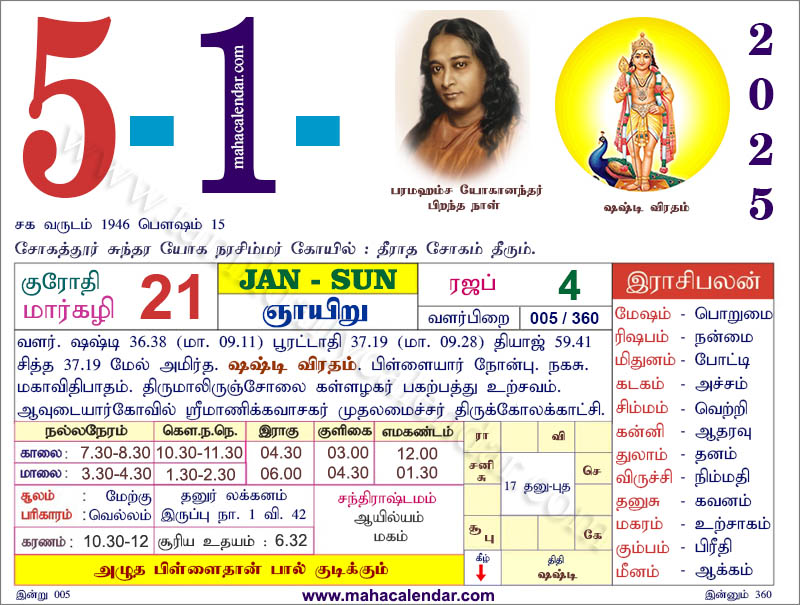 5-1-
mahacalendar.com
2025
பரமஹம்ச யோகானந்தர்
பிறந்த நாள்
ஷஷ்டி விரதம்
சக வருடம் 1946 பௌஷம் 15
சோகத்தூர் சுந்தர யோக நரசிம்மர் கோயில் : தீராத சோகம் தீரும்.
குரோதி
மார்கழி 21
JAN - SUN
ஞாயிறு
ரஜப் 4
வளர்பிறை 005 / 360
வளர். ஷஷ்டி 36.38 (மா. 09.11) பூரட்டாதி 37.19 (மா. 09.28) தியாஜ் 59.41
சித்த 37.19 மேல் அமிர்த. ஷஷ்டி விரதம். பிள்ளையார் நோன்பு. நகசு.
மகாவிதிபாதம். திருமாலிருஞ்சோலை கள்ளழகர் பகற்பத்து உற்சவம்.
ஆவுடையார்கோவில் ஸ்ரீமாணிக்கவாசகர் முதலமைச்சர் திருக்கோலக்காட்சி.
இராசிபலன்
மேஷம் - பொறுமை
ரிஷபம் - நன்மை
மிதுனம் - போட்டி
கடகம் - அச்சம்
சிம்மம் - வெற்றி
கன்னி - ஆதரவு
துலாம் - தனம்
விருச்சி - நிம்மதி
தனுசு - கவனம்
மகரம் - உற்சாகம்
கும்பம் - பிரீதி
மீனம் - ஆக்கம்
நல்லநேரம் கௌ.ந.நே. இராகு குளிகை எமகண்டம்
காலை: 7.30-8.30 10.30-11.30 04.30 03.00 12.00
மாலை: 3.30-4.30 1.30-2.30 06.00 04.30 01.30
சூலம் : மேற்கு
பரிகாரம் : வெல்லம்
தனுர் லக்கனம்
இருப்பு நா. 1 வி. 42
கரணம்: 10.30-12
சூரிய உதயம் : 6.32
சந்திராஷ்டமம்
ஆயில்யம்
மகம்
ரா வி
சனி
சு
செ
17 தனு-புத
சூ பு கே
கீழ்
திதி
ஷஷ்டி
அழுத பிள்ளைதான் பால் குடிக்கும்
இன்று 005
www.mahacalendar.com
இன்னும் 360